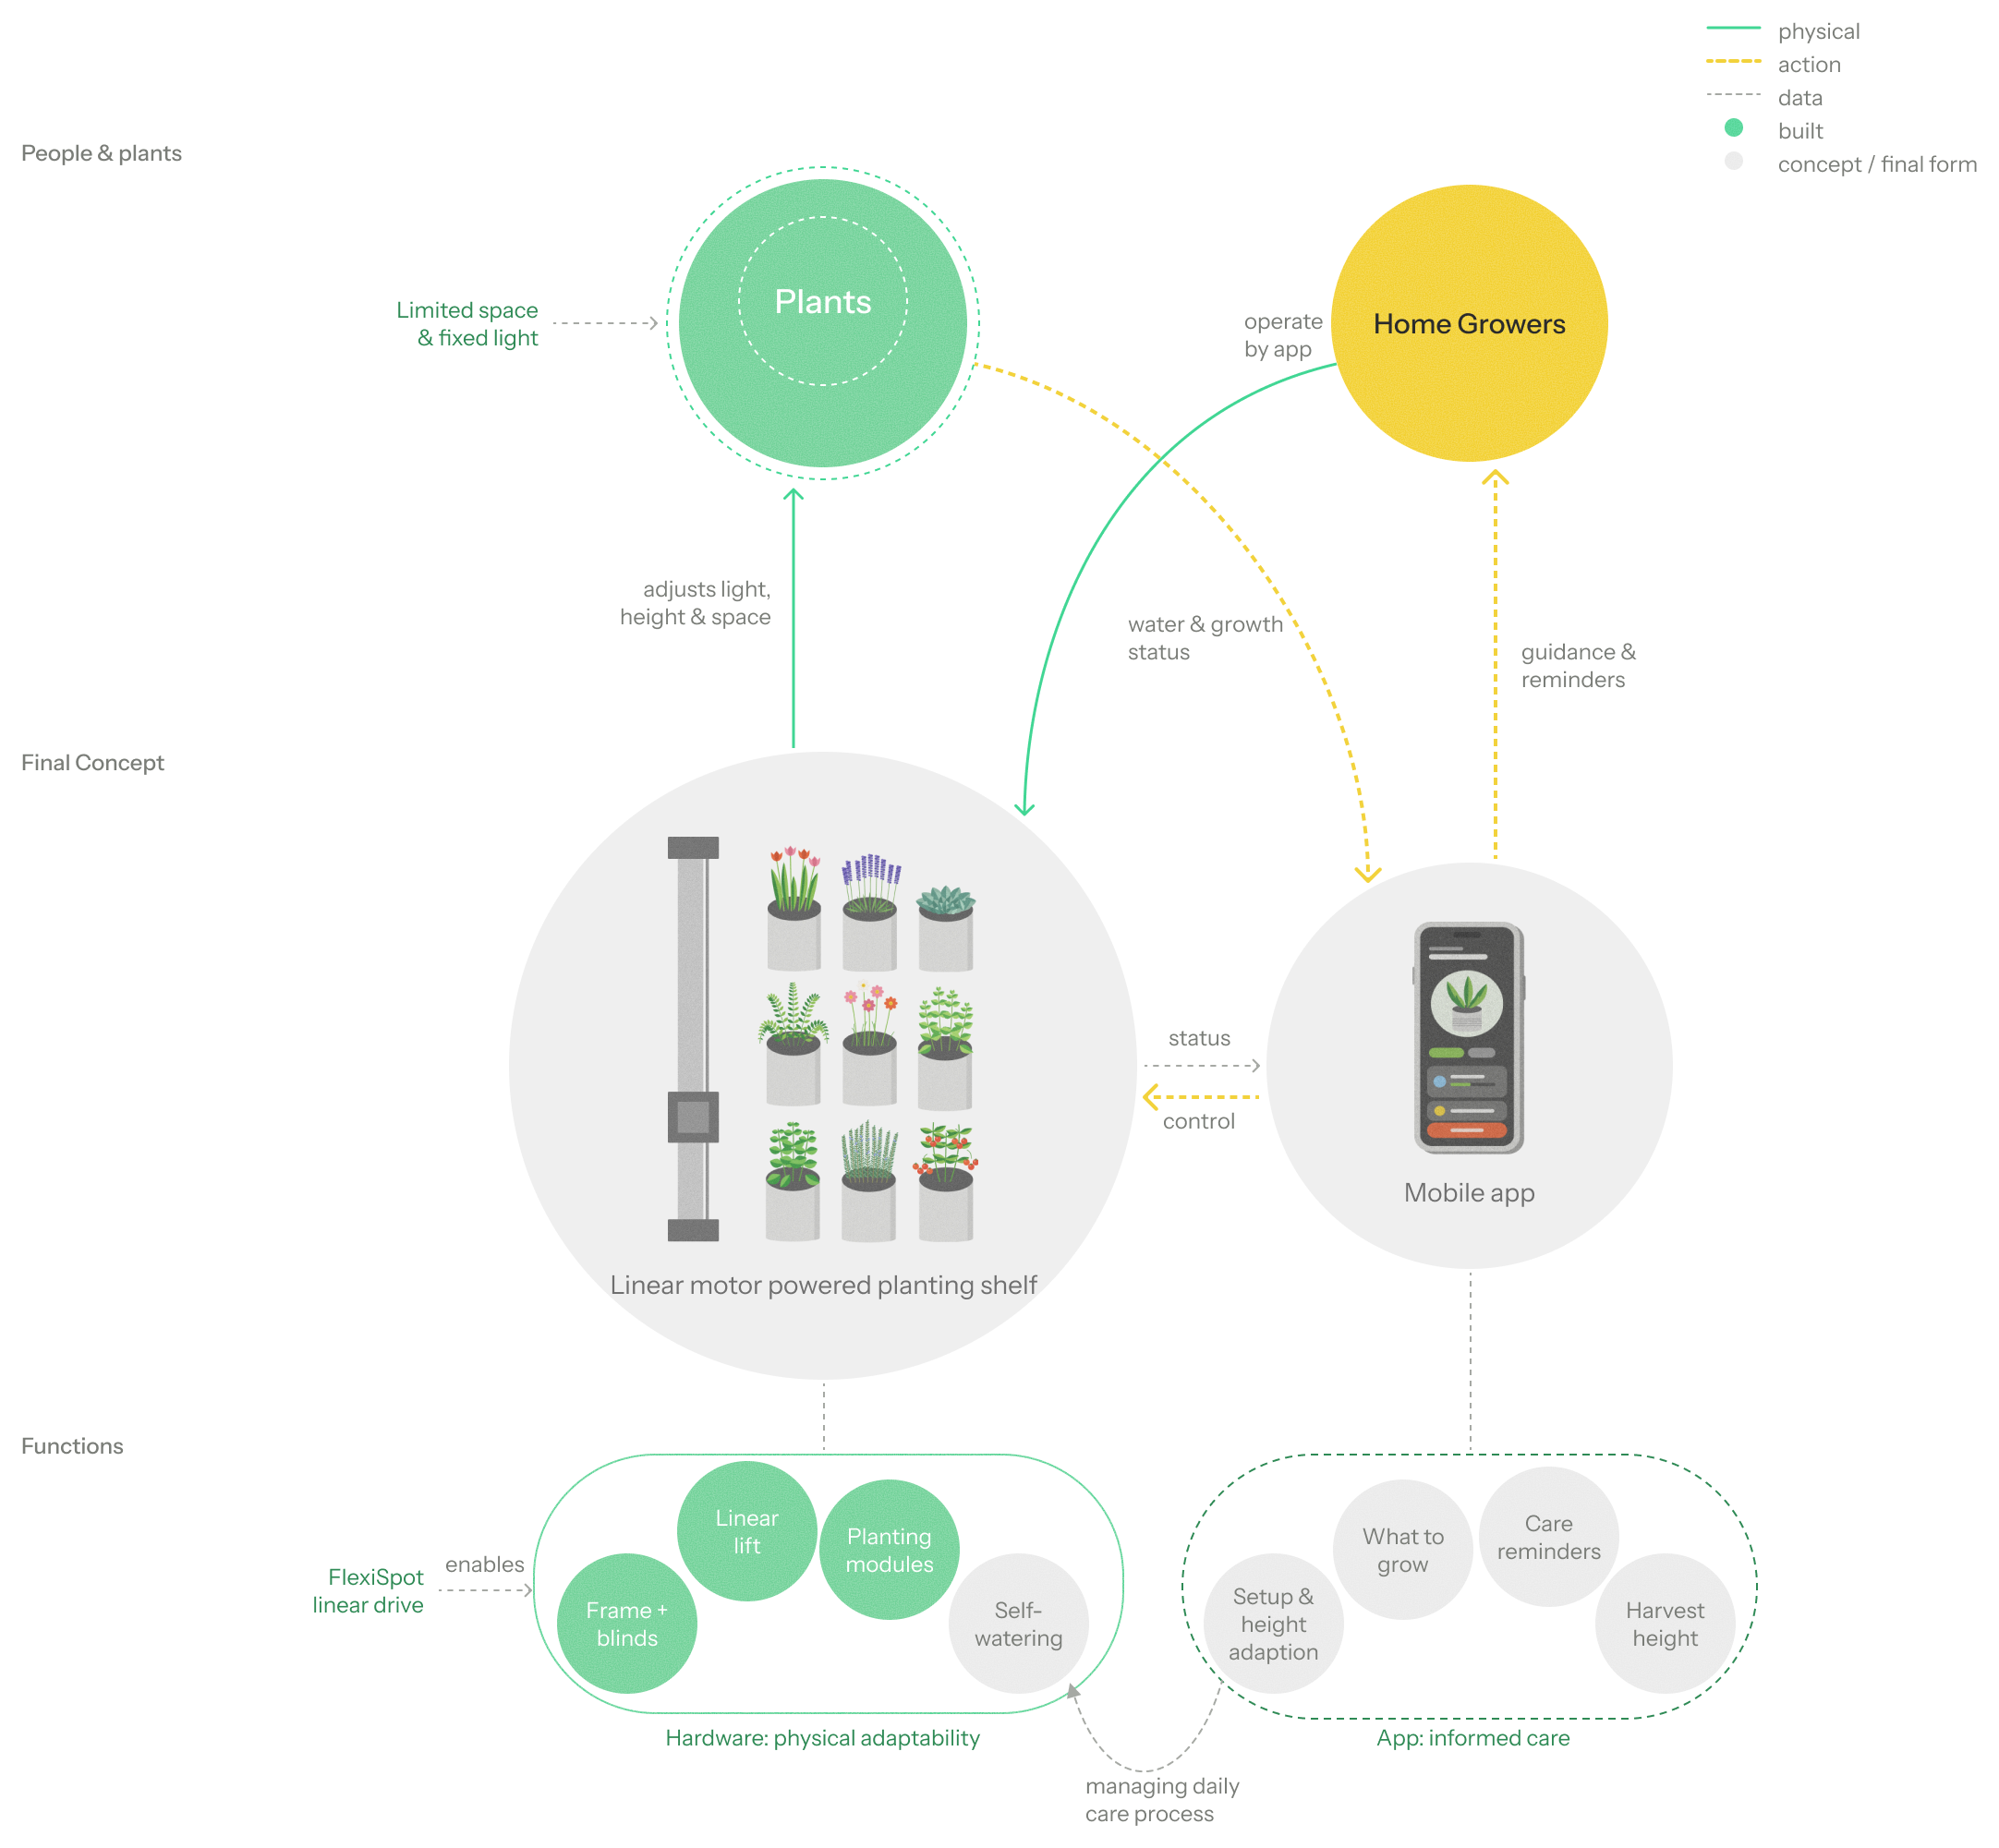 physical
action
data
built
concept / final form
People & plants
Plants
Limited space
& fixed light
operate
by app
Home Growers
adjusts light,
height & space
water & growth
status
guidance &
reminders
Final Concept
status
control
Mobile app
Linear motor powered planting shelf
Functions
Linear
lift
Planting
modules
Frame +
blinds
Self-
watering
enables
FlexiSpot
linear drive
What to
grow
Care
reminders
Setup &
height
adaption
Harvest
height
Hardware: physical adaptability
App: informed care
managing daily
care process